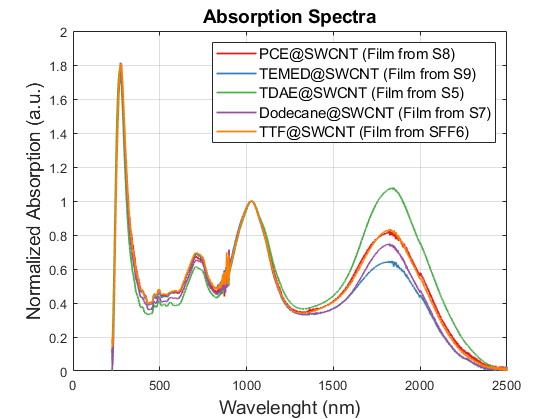 Absorption Spectra
PCE@SWCNT (Film from S8)
TEMED@SWCNT (Film from S9)
TDAE@SWCNT (Film from S5)
Dodecane@SWCNT (Film from S7)
TTF@SWCNT (Film from SFF6)
Normalized Absorption (a.u.)
2
1.8
1.6
1.4
1.2
1
0.8
0.6
0.4
0.2
0
0 500 1000 1500 2000 2500
Wavelenght (nm)